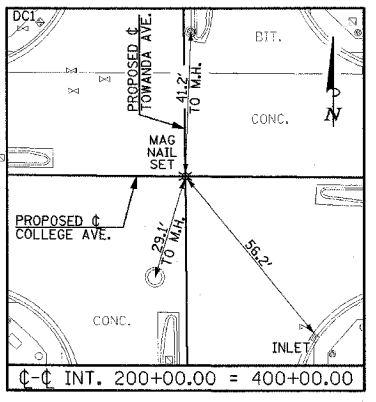 DC1
PROPOSED ℄
TOWANDA AVE.
41.2'
TO M.H.
BIT.
N
CONC.
MAG
NAIL
SET
PROPOSED ℄
COLLEGE AVE.
29.1'
TO M.H.
56.2'
CONC.
INLET
℄-℄ INT. 200+00.00 = 400+00.00